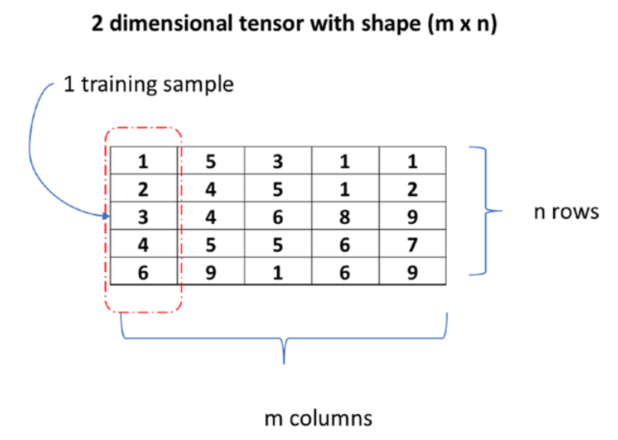 2 dimensional tensor with shape (m x n)
1 training sample
1 5 3 1 1
2 4 5 1 2
3 4 6 8 9
4 5 5 6 7
6 9 1 6 9
n rows
m columns